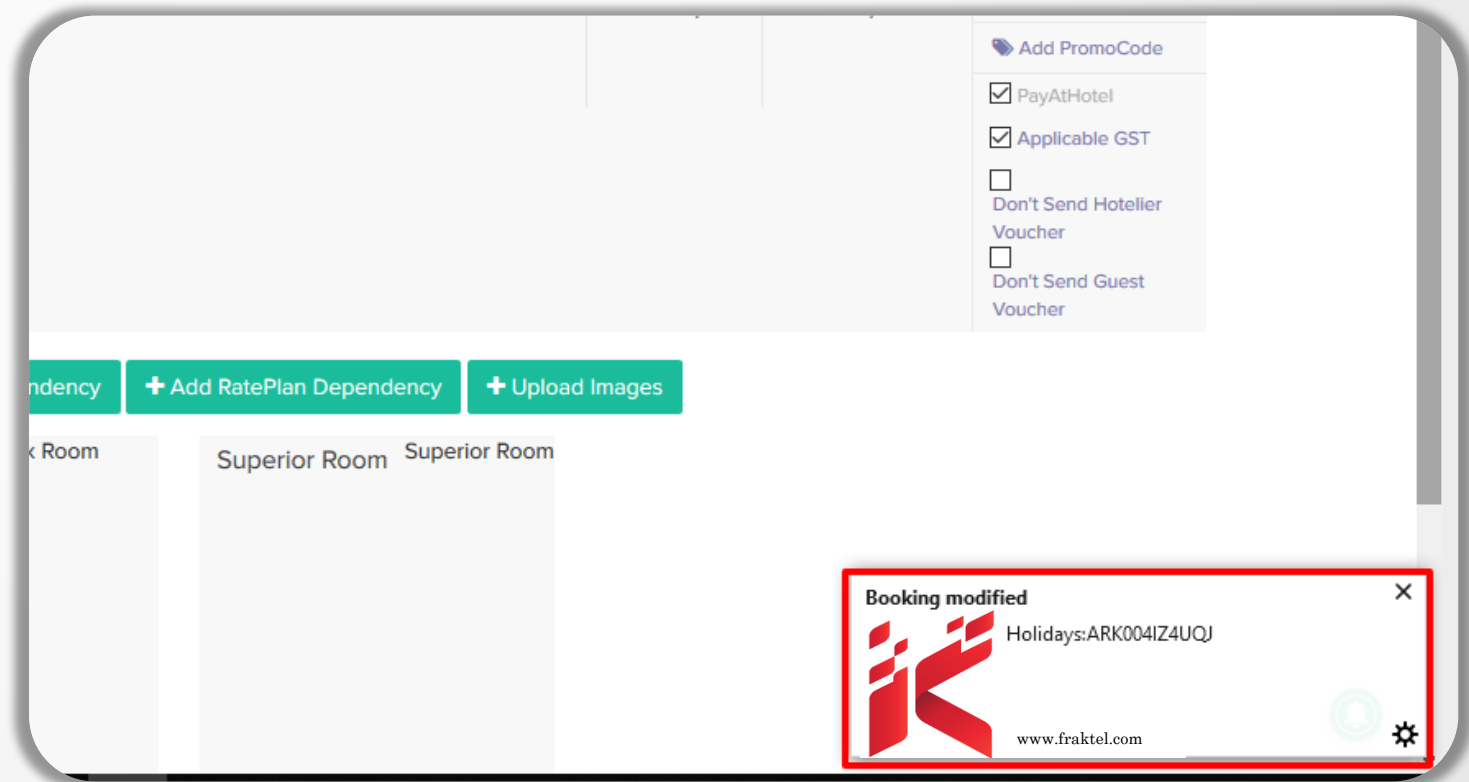 Add PromoCode
PayAtHotel
Applicable GST
Don't Send Hotelier
Voucher
Don't Send Guest
Voucher
ndency
Add RatePlan Dependency
Upload Images
Room
Superior Room
Superior Room
Booking modified
Holidays:ARK004IZ4UQJ
www.fraktel.com